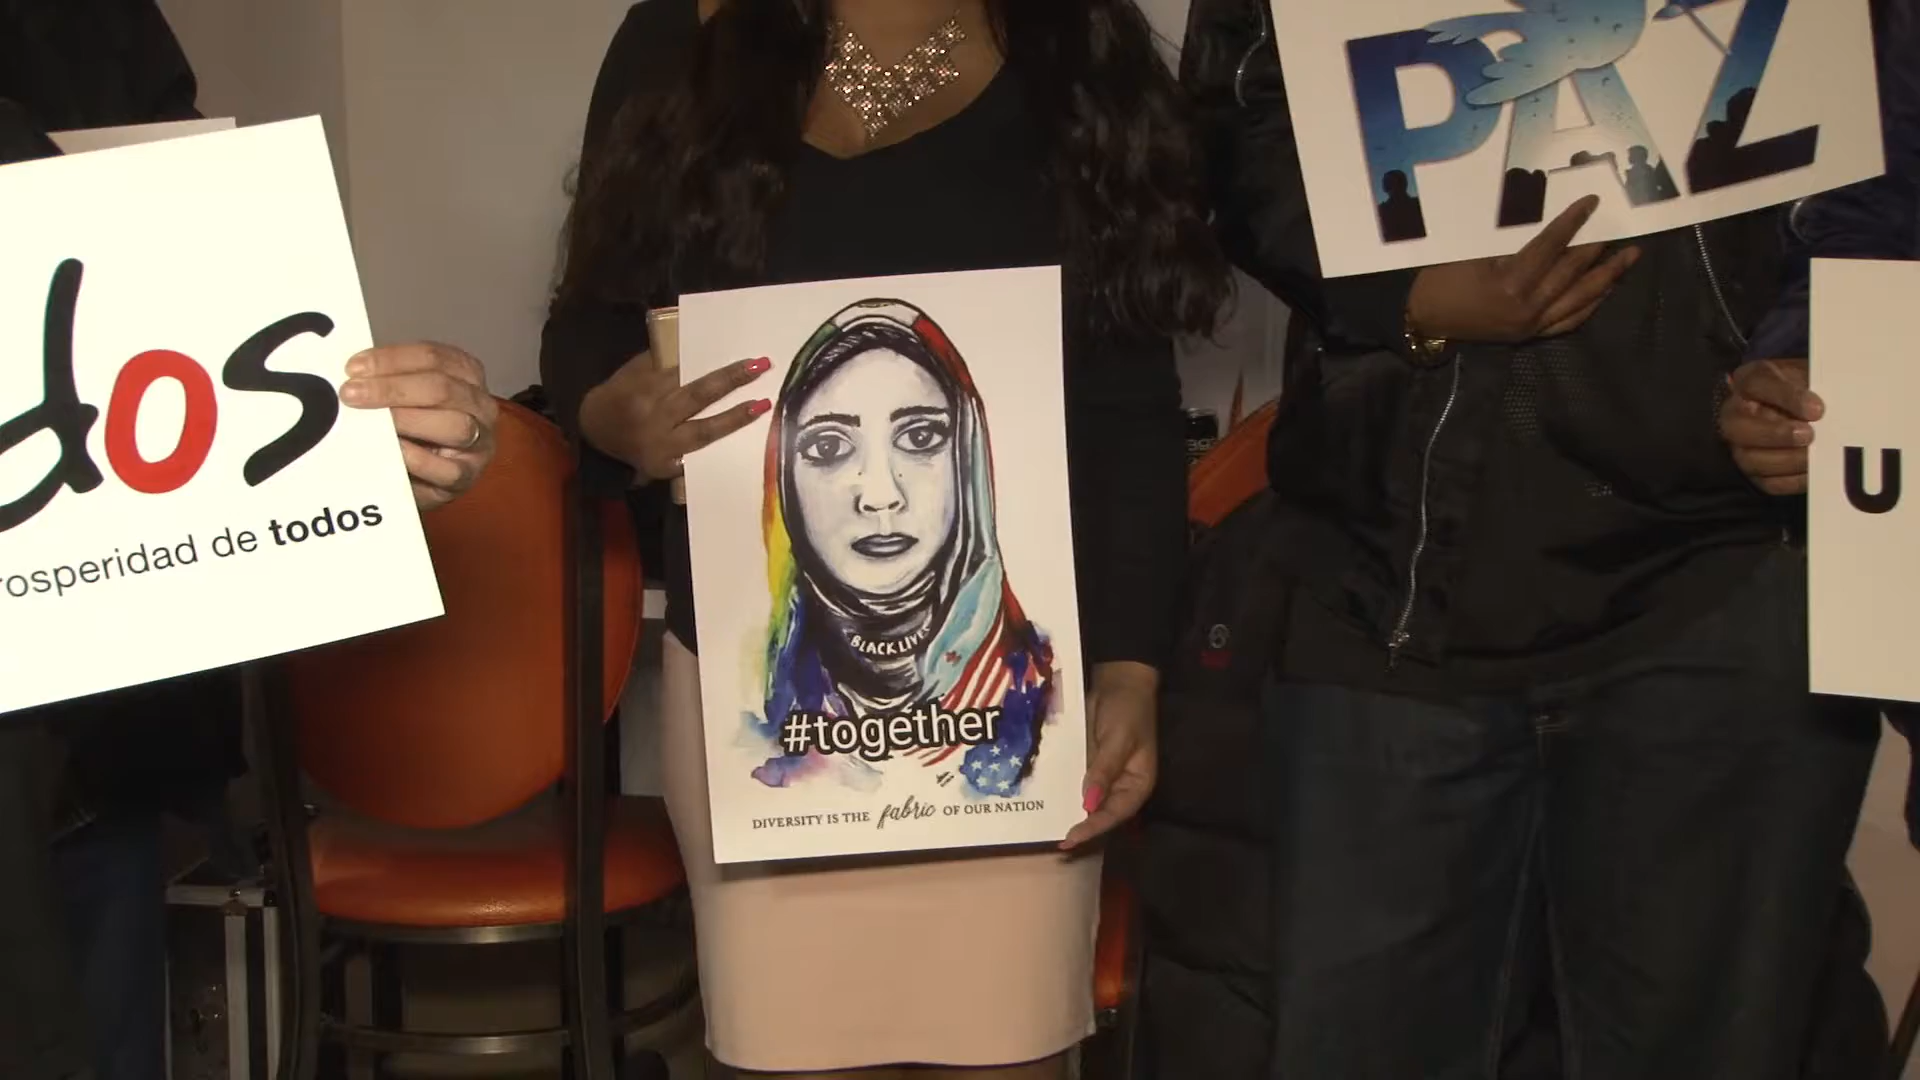 dos
rosperidad de todos
BLACK LIVES
#together
DIVERSITY IS THE fabric OF OUR NATION
PAZ
U